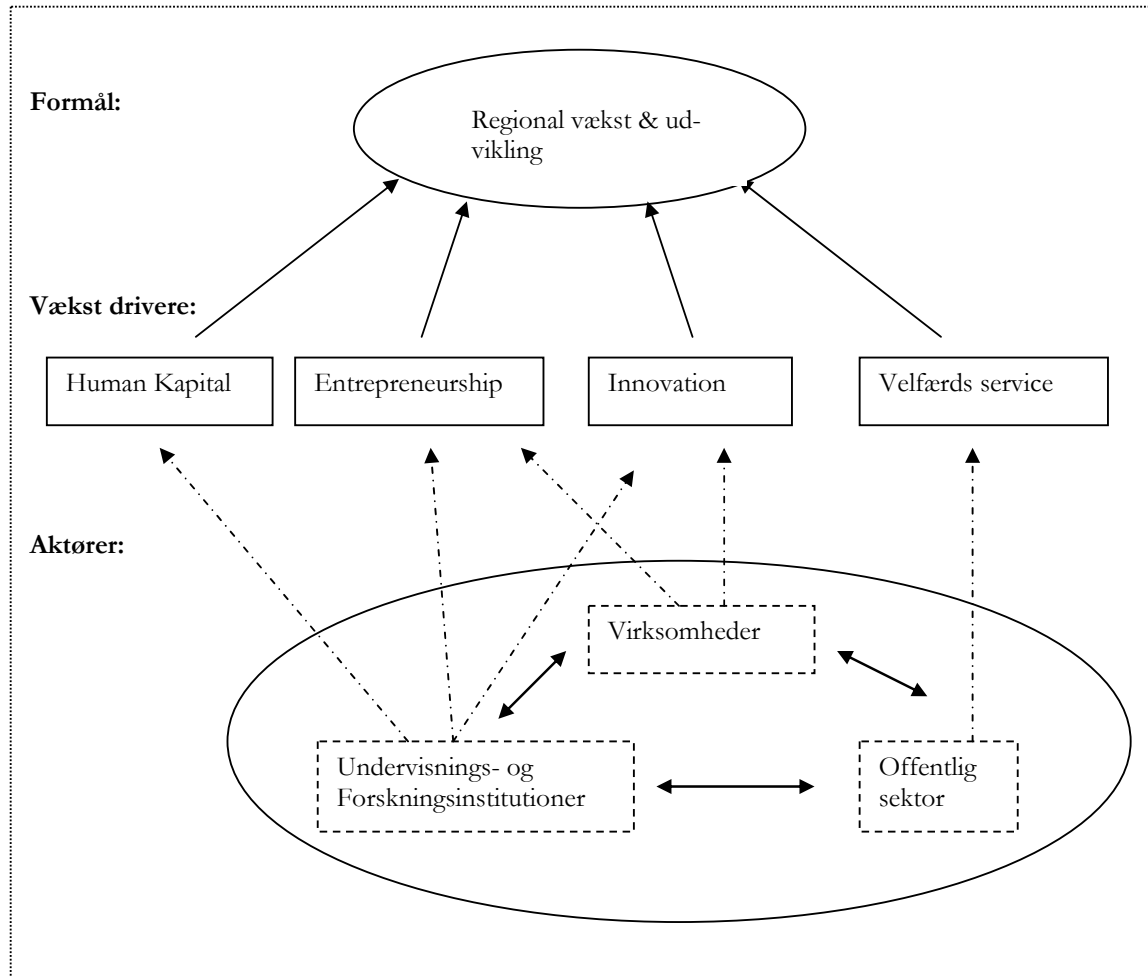 Formål:
Regional vækst & ud-
vikling
Vækst drivere:
Human Kapital
Entrepreneurship
Innovation
Velfærds service
Aktører:
Virksomheder
Undervisnings- og
Forskningsinstitutioner
Offentlig
sektor